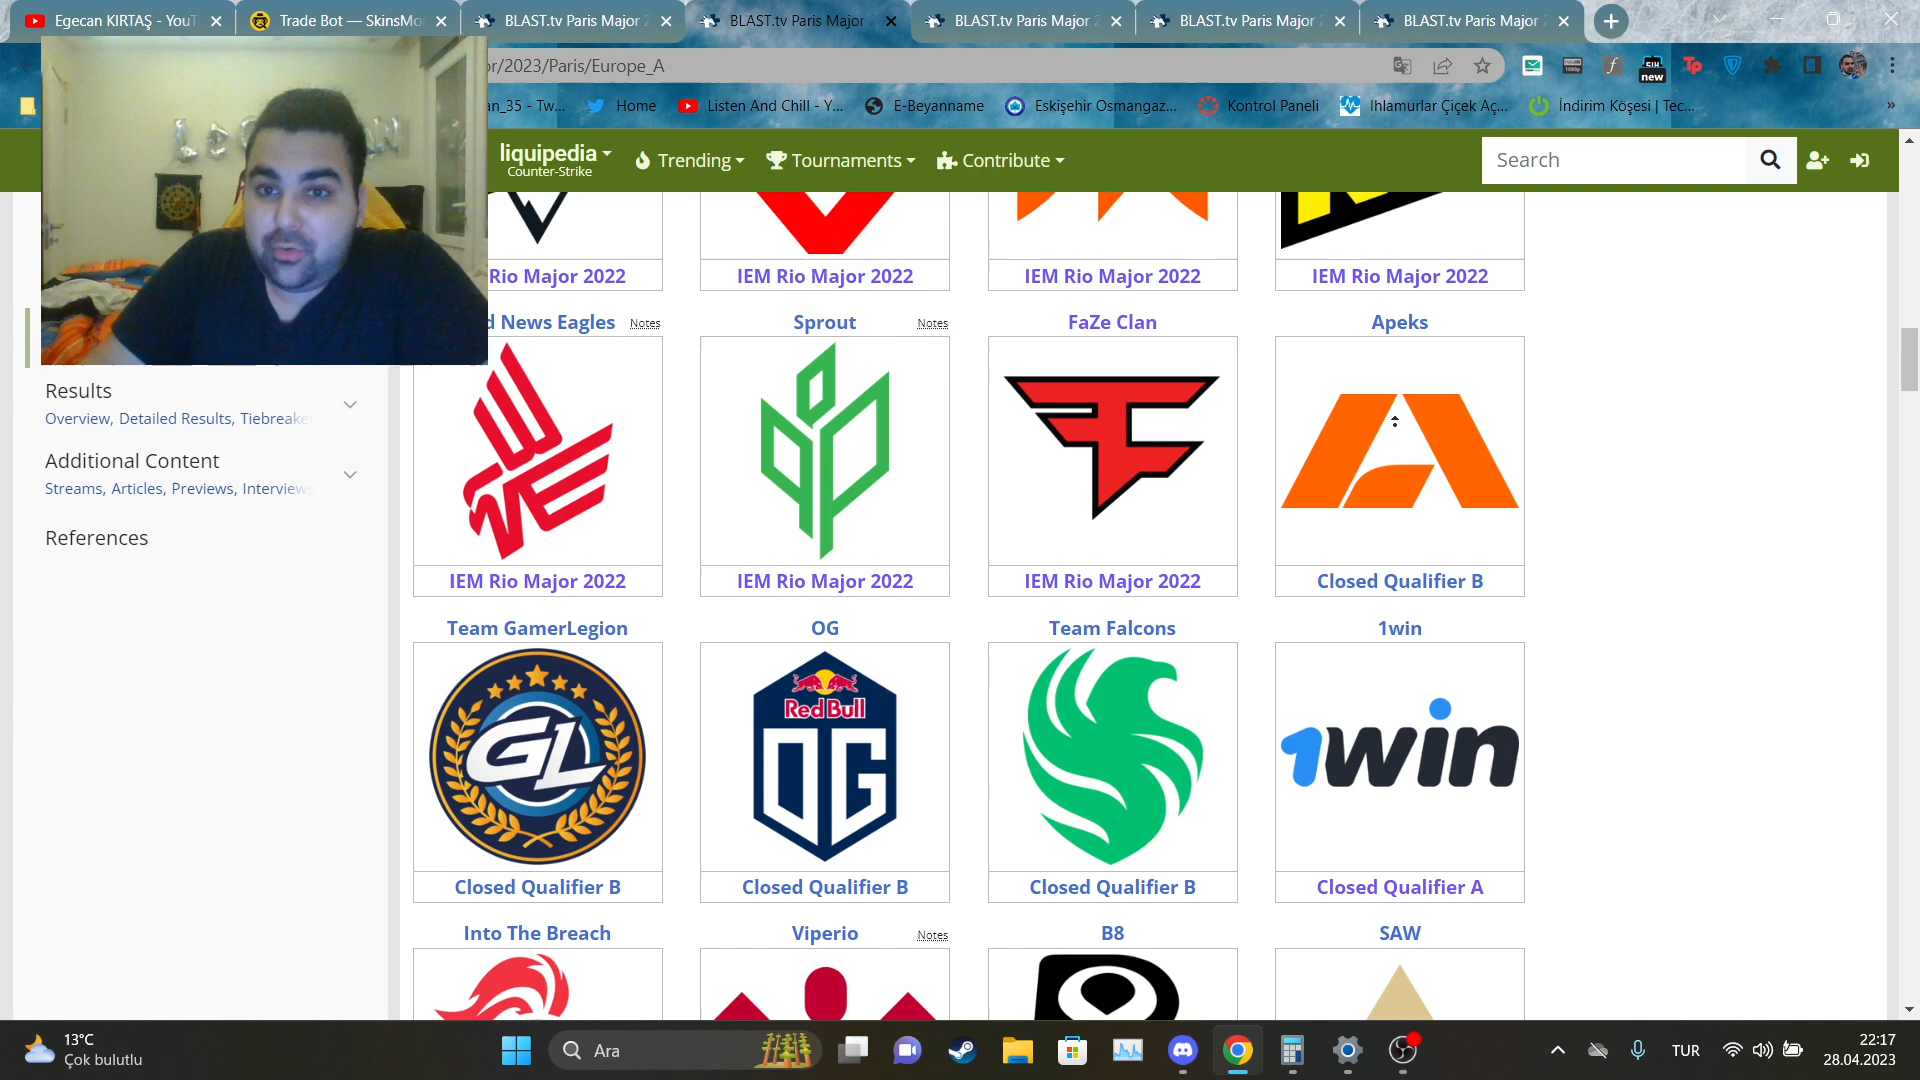 Egecan KIRTAŞ - YouT
Trade Bot — SkinsMo
BLAST.tv Paris Major 2
BLAST.tv Paris Major
BLAST.tv Paris Major 2
BLAST.tv Paris Major
BLAST.tv Paris Major 2
or/2023/Paris/Europe_A
new
an_35 - Tw...
Home
Listen And Chill - Y...
E-Beyanname
Eskişehir Osmangaz...
Kontrol Paneli
Ihlamurlar Çiçek Aç...
İndirim Köşesi | Tec...
»
liquipedia
Counter-Strike
Trending
Tournaments
Contribute
Search
Rio Major 2022
IEM Rio Major 2022
IEM Rio Major 2022
IEM Rio Major 2022
d News Eagles
Notes
Sprout
Notes
FaZe Clan
Apeks
Results
Overview, Detailed Results, Tiebreake
Additional Content
Streams, Articles, Previews, Interviews
References
IEM Rio Major 2022
IEM Rio Major 2022
IEM Rio Major 2022
Closed Qualifier B
Team GamerLegion
OG
Team Falcons
1win
GL
Red Bull
OG
1win
Closed Qualifier B
Closed Qualifier B
Closed Qualifier B
Closed Qualifier A
Into The Breach
Viperio
Notes
B8
SAW
13°C
Çok bulutlu
Ara
TUR
22:17
28.04.2023